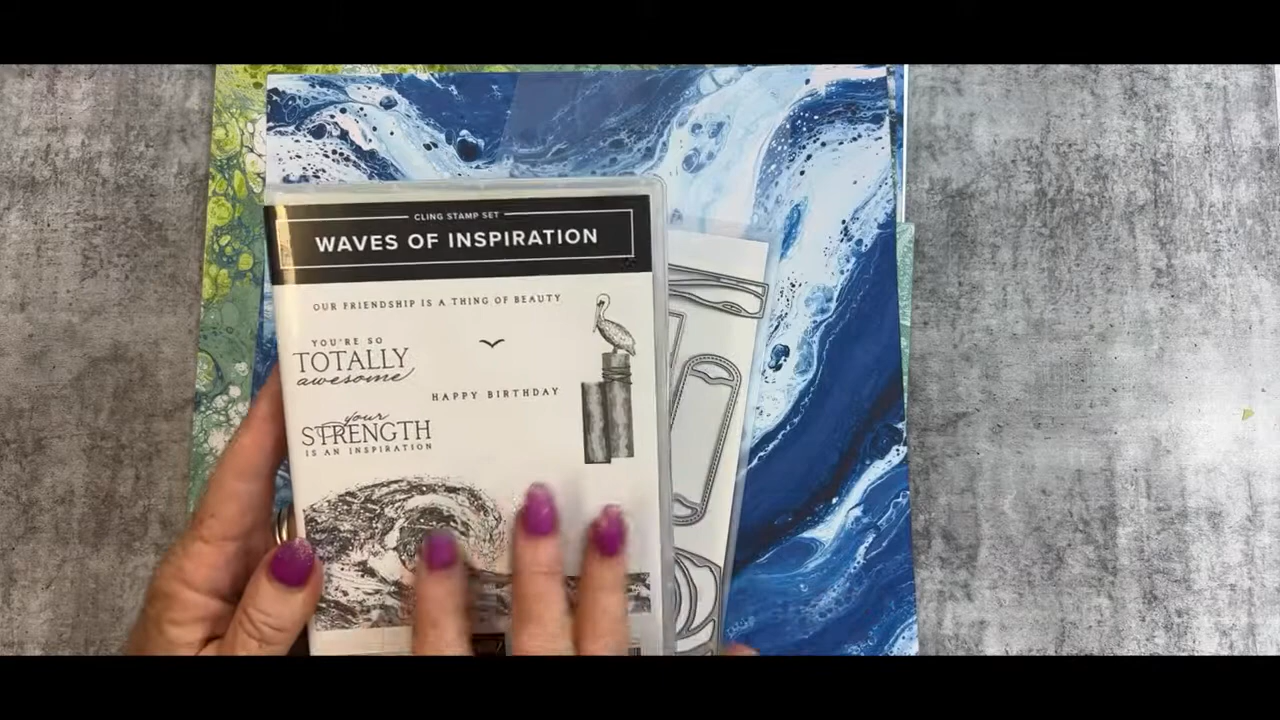 CLING STAMP SET
WAVES OF INSPIRATION
OUR FRIENDSHIP IS A THING OF BEAUTY
YOU'RE SO
TOTALLY
awesome
HAPPY BIRTHDAY
your
STRENGTH
IS AN INSPIRATION